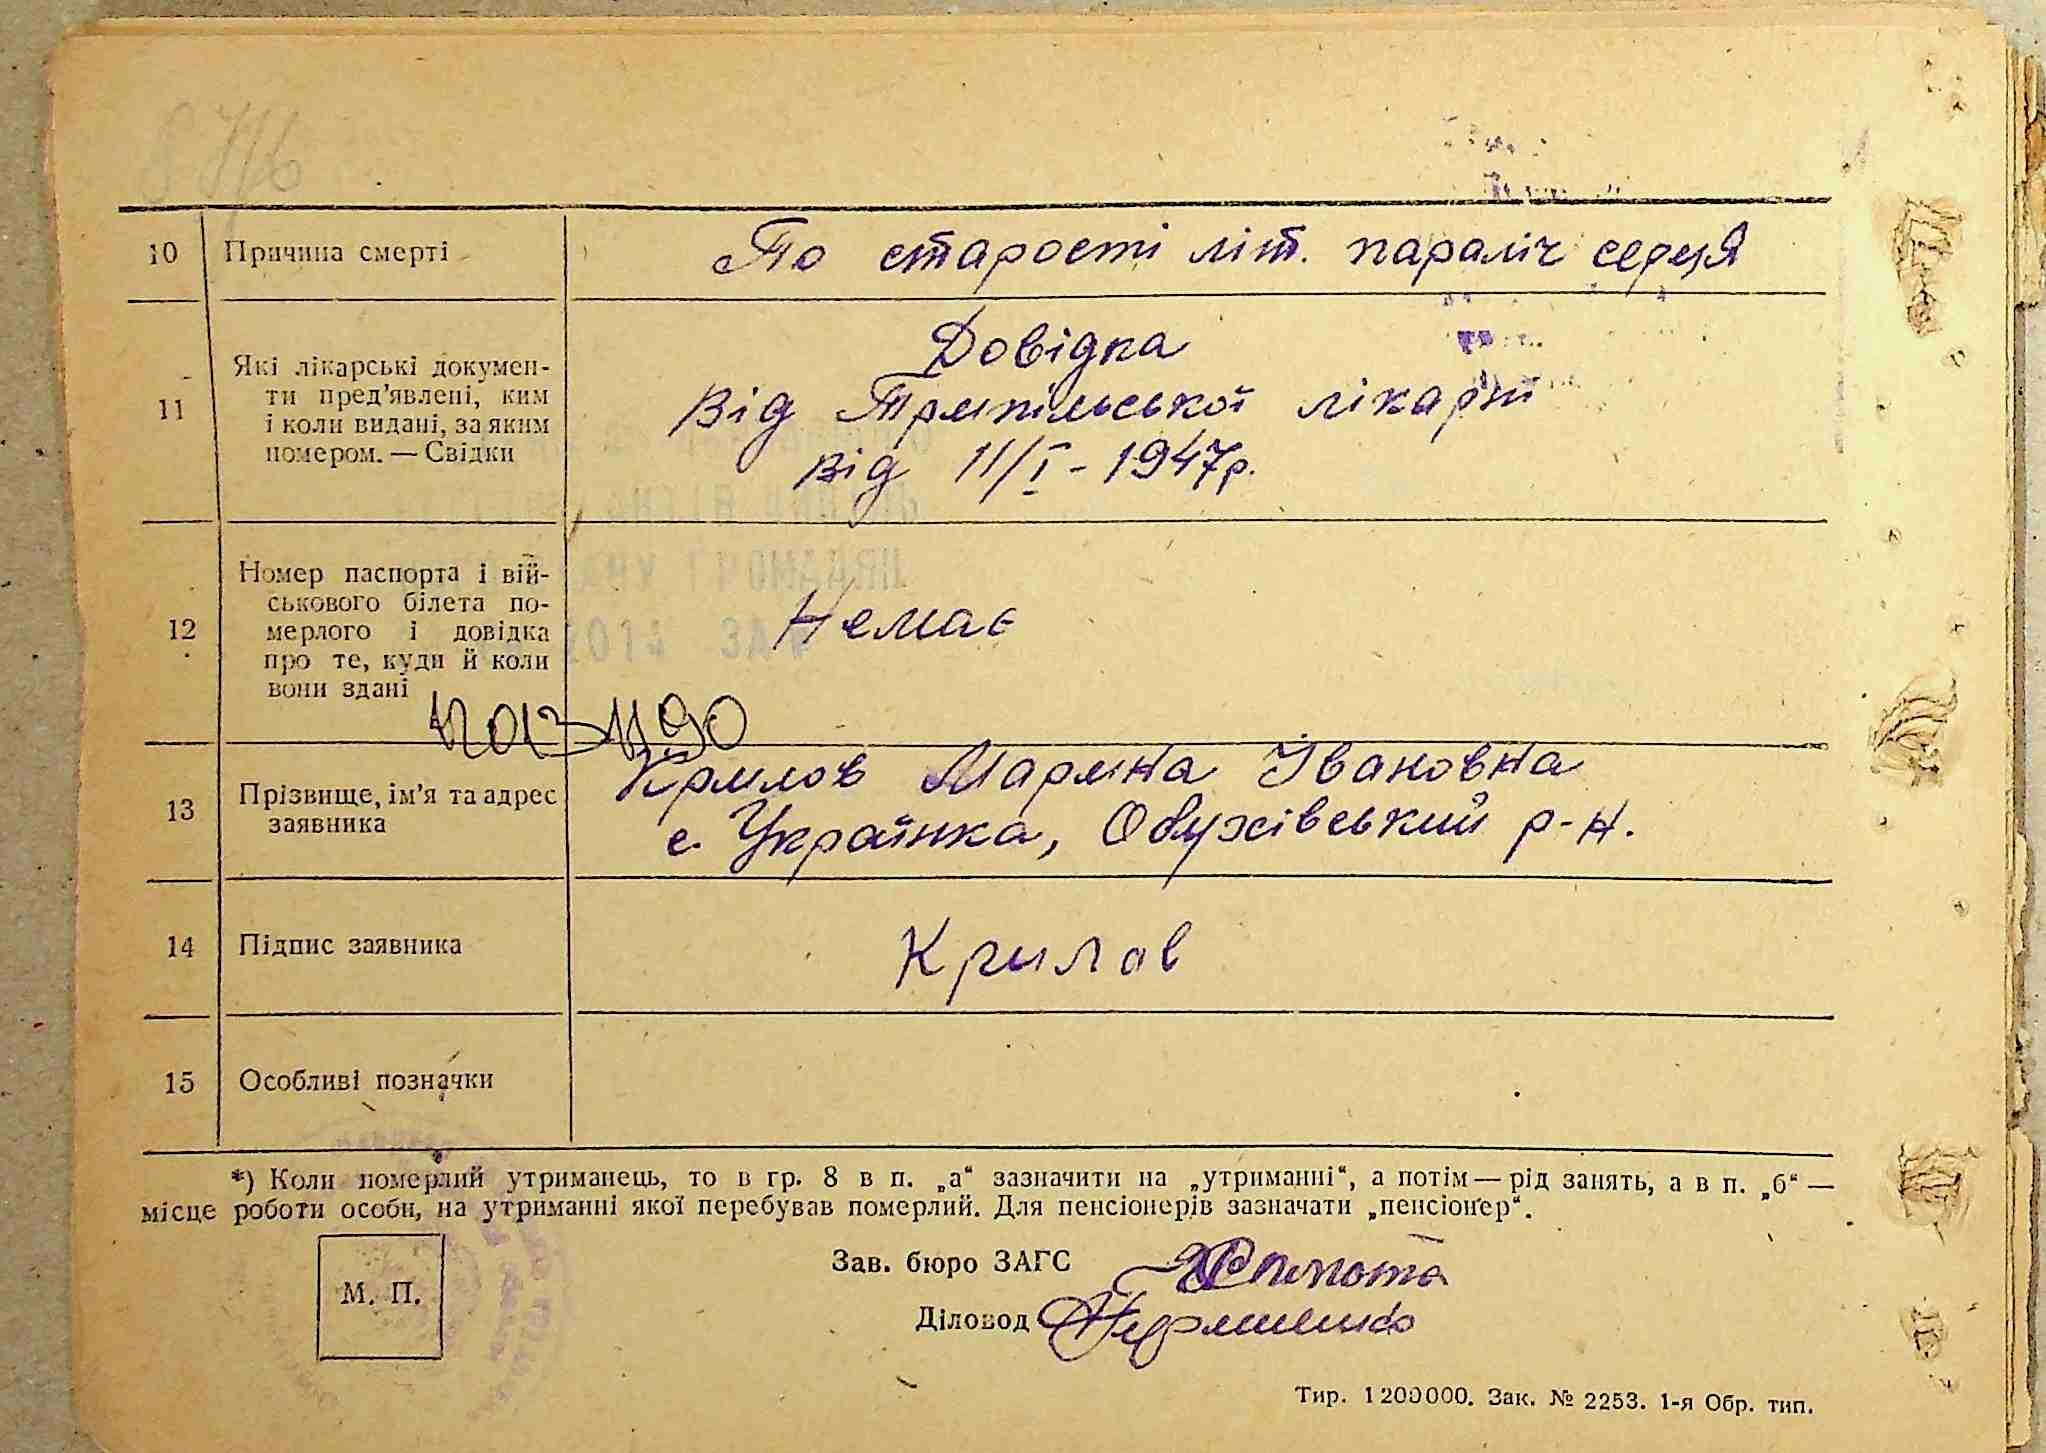 10 Причина смерті По старості літ. параліч серця
11 Які лікарські документи пред'явлені, ким і коли видані, за яким номером. — Свідки
Довідка
Від Трипільської лікарні
від 11/I - 1947р.
12 Номер паспорта і військового білета померлого і довідка про те, куди й коли вони здані
Немає
13 Прізвище, ім'я та адрес заявника
Крилов Марина Івановна
с. Українка, Обухівський р-н.
14 Підпис заявника Крилов
15 Особливі позначки
*) Коли померлий утриманець, то в гр. 8 в п. „а“ зазначити на „утриманні“, а потім — рід занять, а в п. „б“ —
місце роботи особи, на утриманні якої перебував померлий. Для пенсіонерів зазначати „пенсіонер“.
Зав. бюро ЗАГС
М. П.
Діловод
Тир. 1200000. Зак. № 2253. 1-я Обр. тип.